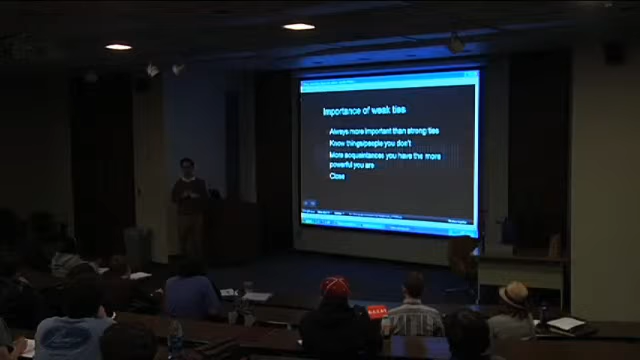 Importance of weak ties
Always more important than strong ties
Know things/people you don't
More acquaintances you have the more
powerful you are
Close